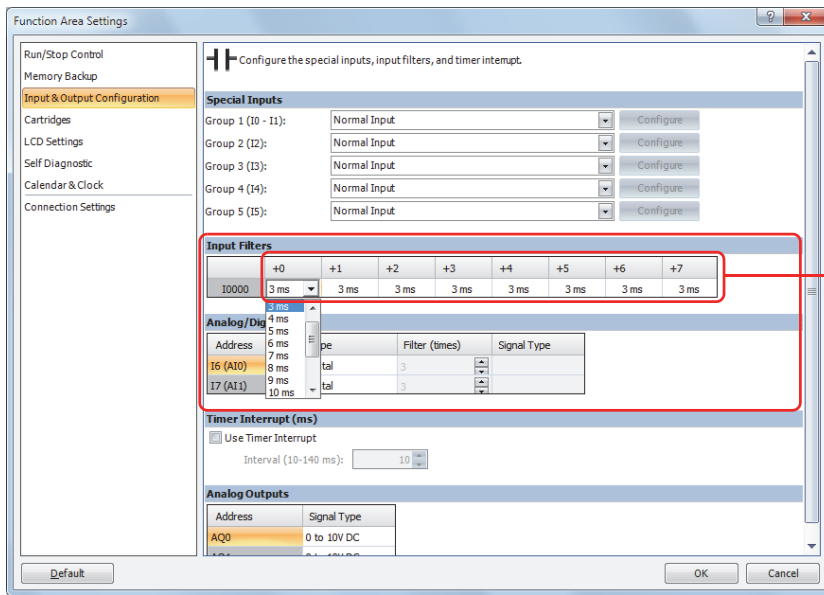 Function Area Settings
Run/Stop Control
Memory Backup
Input & Output Configuration
Cartridges
LCD Settings
Self Diagnostic
Calendar & Clock
Connection Settings
Configure the special inputs, input filters, and timer interrupt.
Special Inputs
Group 1 (I0 - I1): Normal Input Configure
Group 2 (I2): Normal Input Configure
Group 3 (I3): Normal Input Configure
Group 4 (I4): Normal Input Configure
Group 5 (I5): Normal Input Configure
Input Filters
+0 +1 +2 +3 +4 +5 +6 +7
I0000 3 ms 3 ms 3 ms 3 ms 3 ms 3 ms 3 ms 3 ms
3 ms
4 ms
5 ms
6 ms
7 ms
8 ms
9 ms
10 ms
Analog/Dig
Address pe Filter (times) Signal Type
I6 (AI0) tal 3
I7 (AI1) tal 3
Timer Interrupt (ms)
Use Timer Interrupt
Interval (10-140 ms): 10
Analog Outputs
Address Signal Type
AQ0 0 to 10V DC
Default OK Cancel